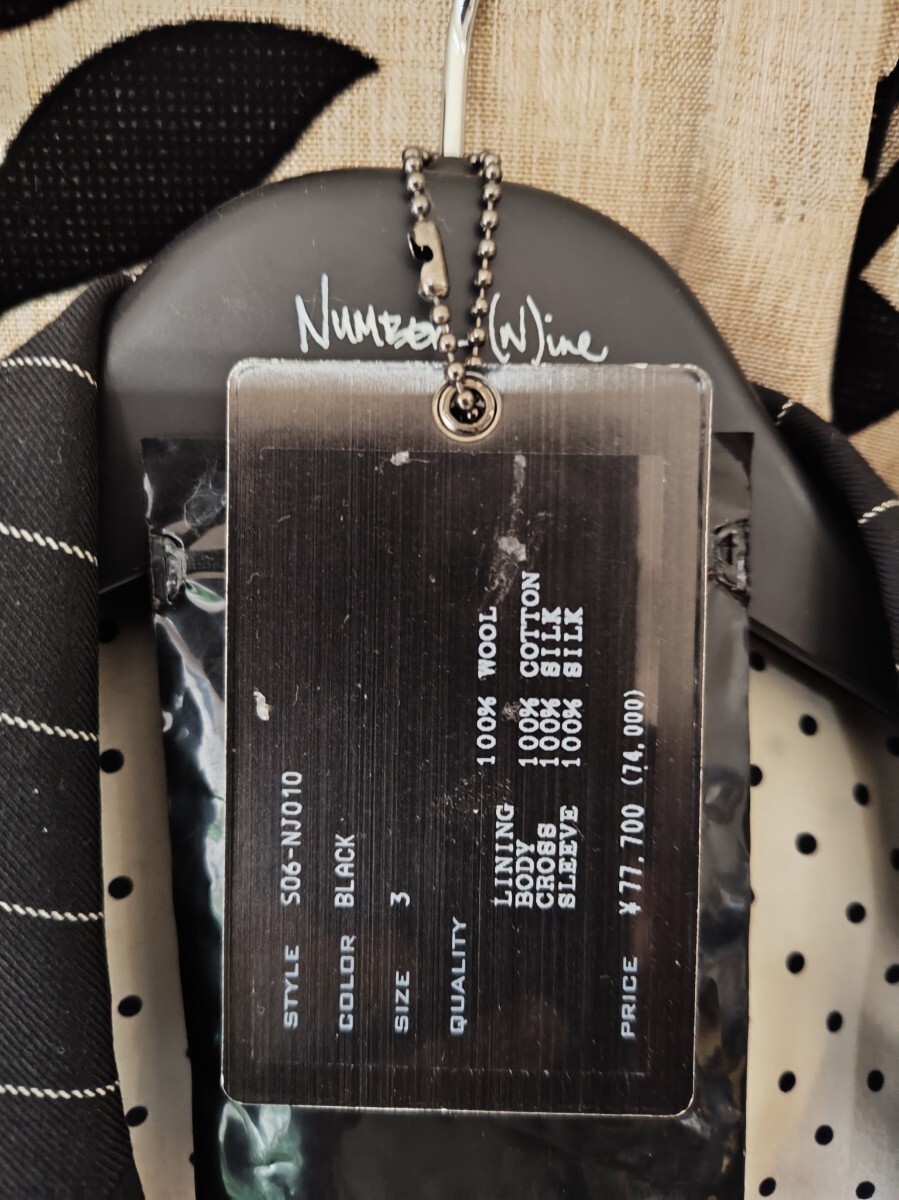 NUMBER (N)ine
STYLE S06-NJ010
COLOR BLACK
SIZE 3
QUALITY
100% WOOL
LINING
BODY 100% COTTON
CROSS 100% SILK
SLEEVE 100% SILK
PRICE ¥77,700 (74,000)